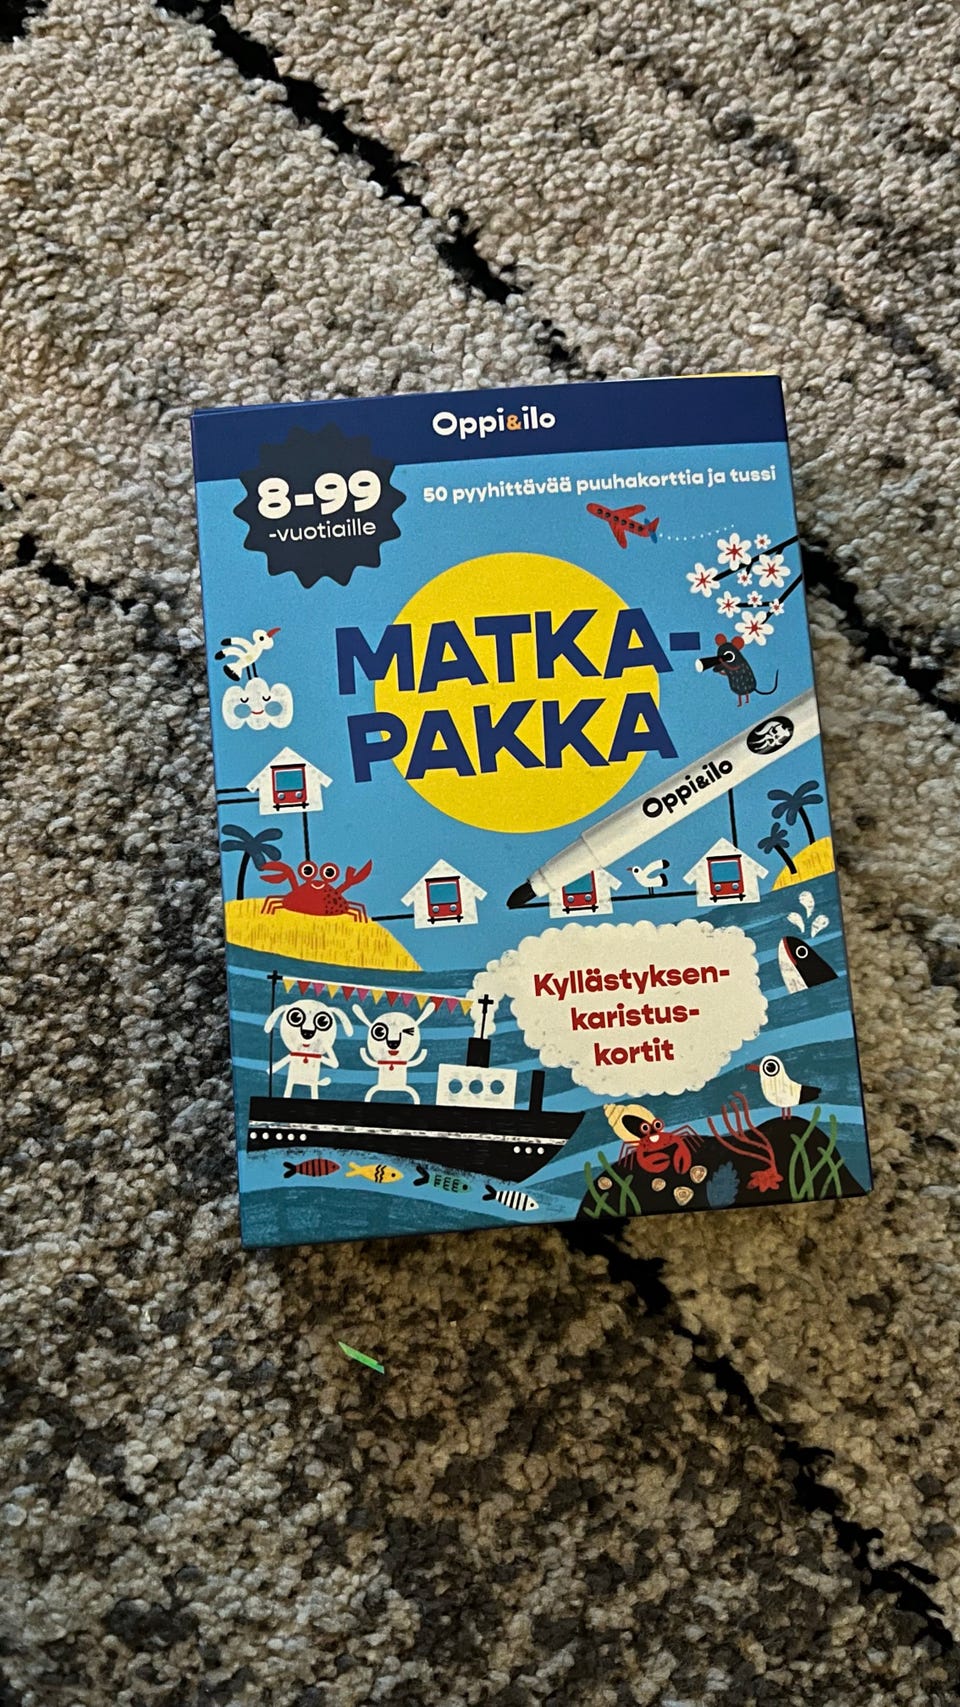 Oppi&ilo
8-99
-vuotiaille
50 pyyhittävää puuhakorttia ja tussi
MATKA-
PAKKA
Oppi&ilo
Kyllästyksen-
karistus-
kortit